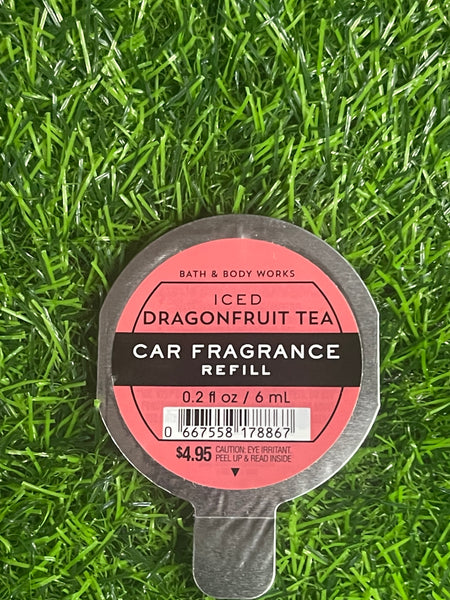 BATH & BODY WORKS
ICED
DRAGONFRUIT TEA
CAR FRAGRANCE
REFILL
0.2 fl oz / 6 mL
0 667558 178867
$4.95 CAUTION: EYE IRRITANT.
PEEL UP & READ INSIDE